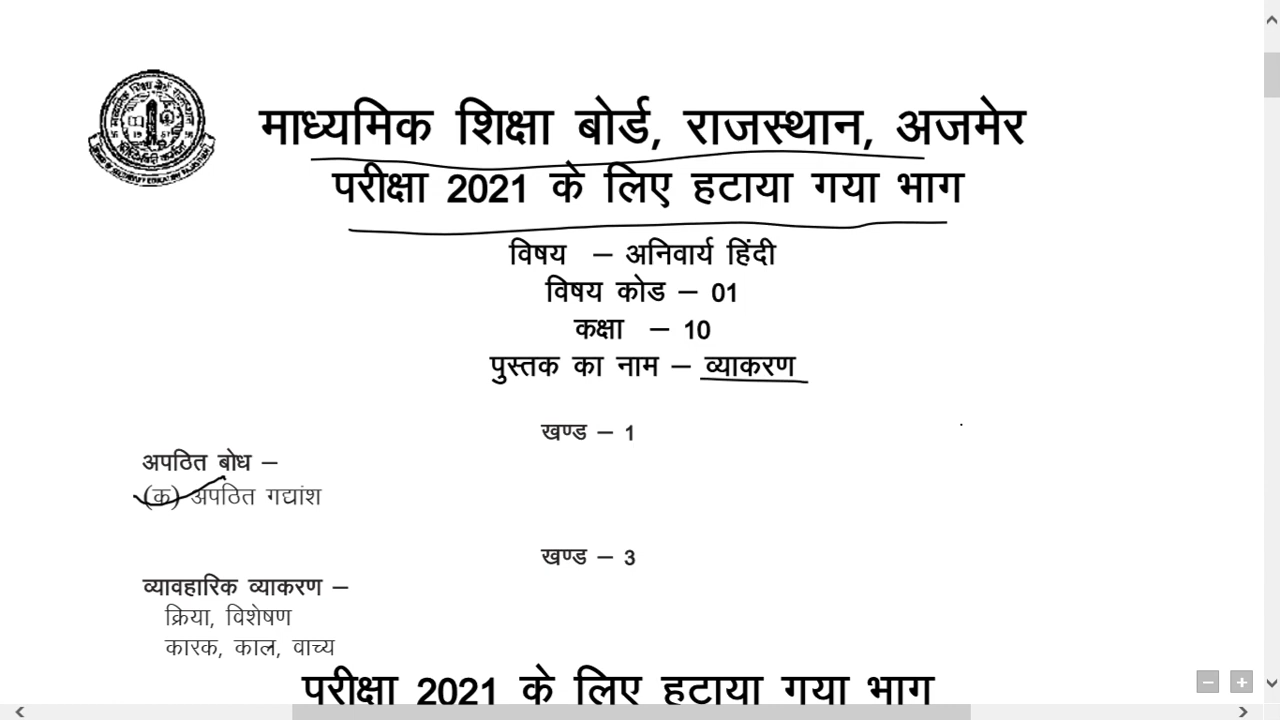 माध्यमिक शिक्षा बोर्ड, राजस्थान, अजमेर
परीक्षा 2021 के लिए हटाया गया भाग
विषय – अनिवार्य हिंदी
विषय कोड – 01
कक्षा – 10
पुस्तक का नाम – व्याकरण
खण्ड – 1
अपठित बोध –
(क) अपठित गद्यांश
खण्ड – 3
व्यावहारिक व्याकरण –
क्रिया, विशेषण
कारक, काल, वाच्य
परीक्षा 2021 के लिए हटाया गया भाग